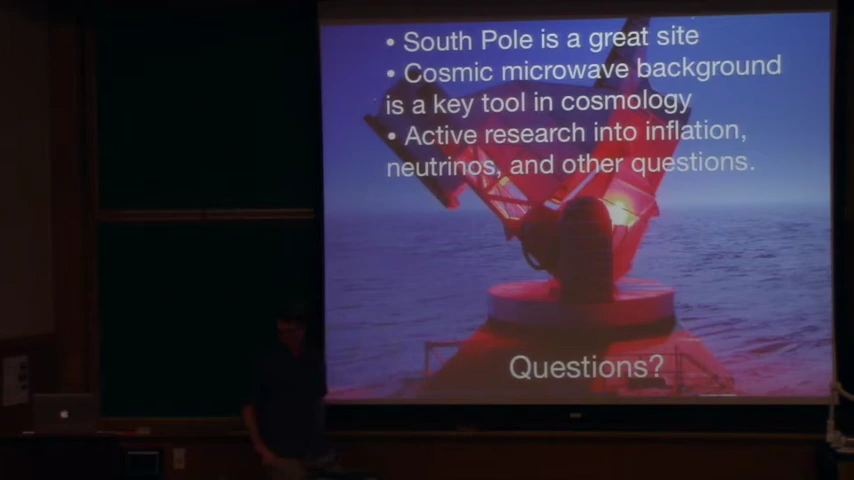 • South Pole is a great site
• Cosmic microwave background
is a key tool in cosmology
• Active research into inflation,
neutrinos, and other questions.
Questions?